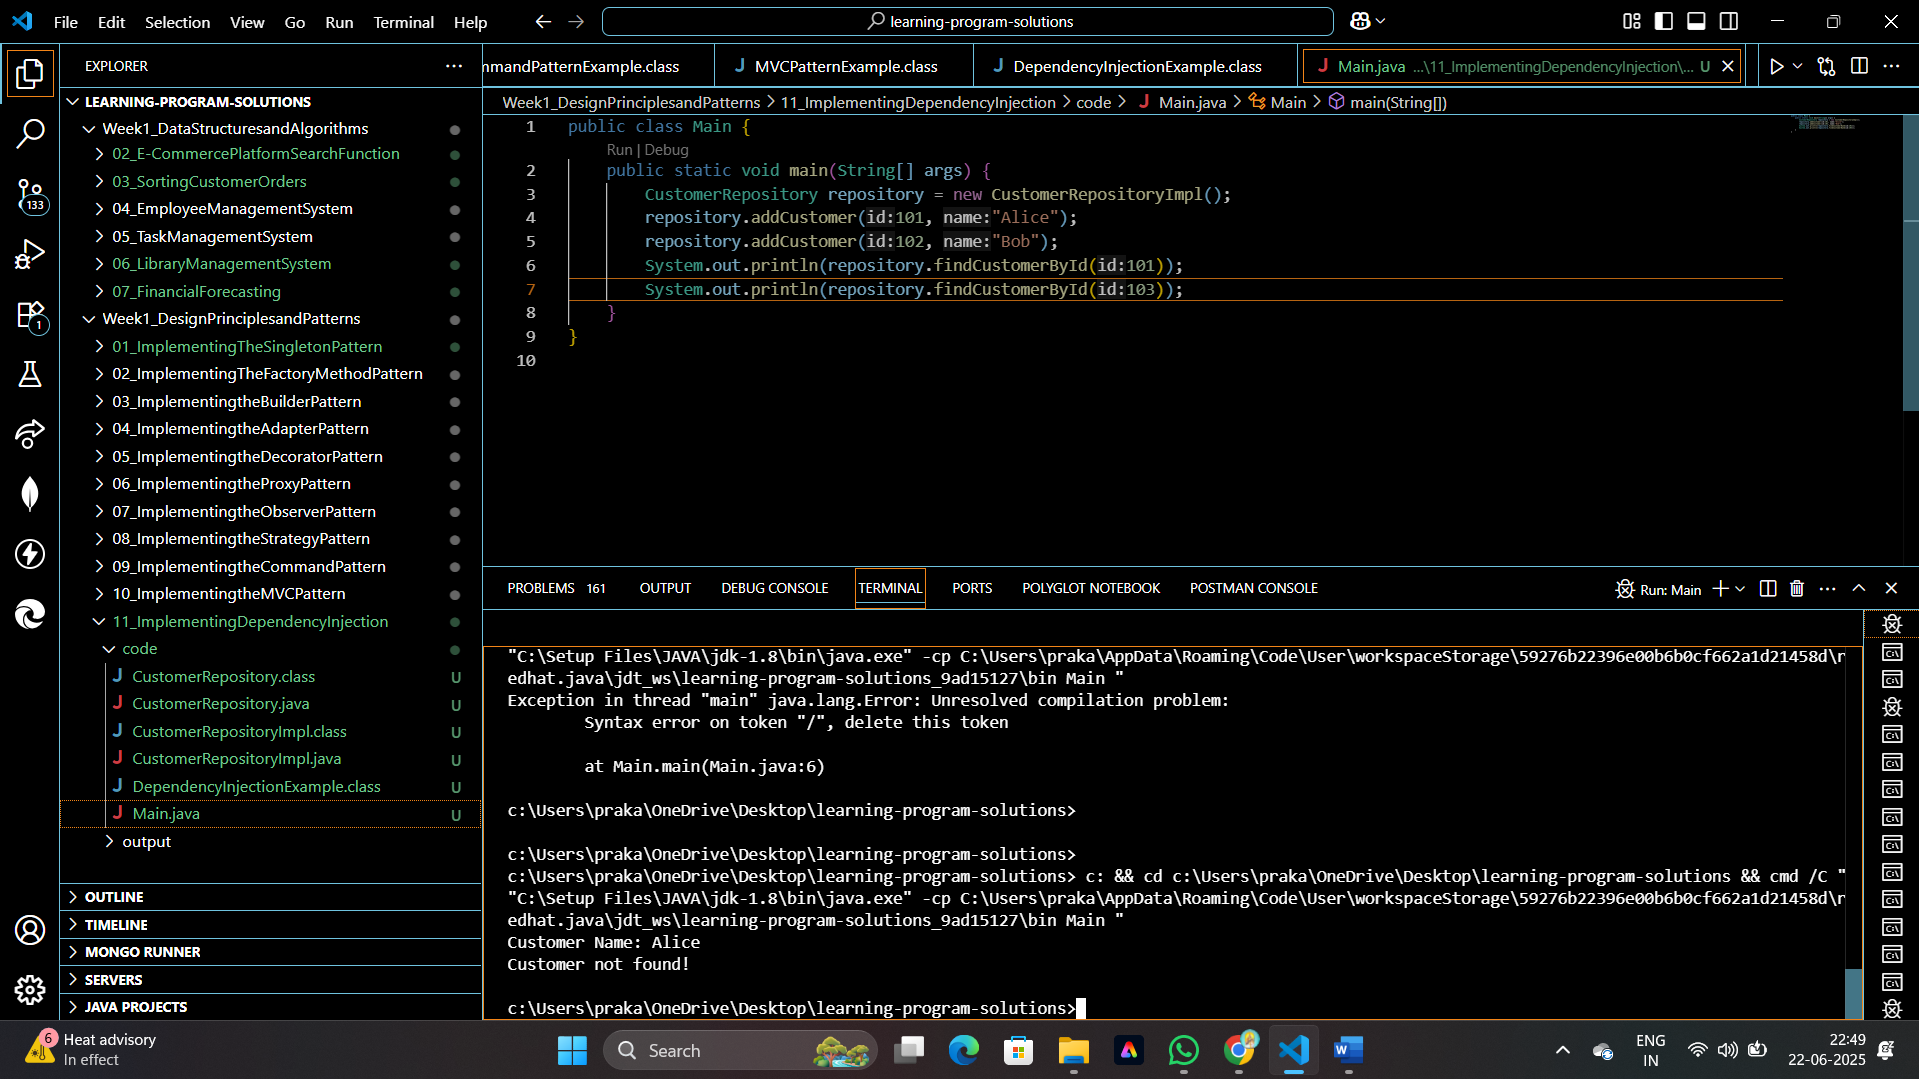 File Edit Selection View Go Run Terminal Help
learning-program-solutions
EXPLORER
LEARNING-PROGRAM-SOLUTIONS
Week1_DataStructuresandAlgorithms
02_E-CommercePlatformSearchFunction
03_SortingCustomerOrders
04_EmployeeManagementSystem
05_TaskManagementSystem
06_LibraryManagementSystem
07_FinancialForecasting
Week1_DesignPrinciplesandPatterns
01_ImplementingTheSingletonPattern
02_ImplementingTheFactoryMethodPattern
03_ImplementingtheBuilderPattern
04_ImplementingtheAdapterPattern
05_ImplementingtheDecoratorPattern
06_ImplementingtheProxyPattern
07_ImplementingtheObserverPattern
08_ImplementingtheStrategyPattern
09_ImplementingtheCommandPattern
10_ImplementingtheMVCPattern
11_ImplementingDependencyInjection
code
J CustomerRepository.class U
J CustomerRepository.java U
J CustomerRepositoryImpl.class U
J CustomerRepositoryImpl.java U
J DependencyInjectionExample.class U
J Main.java U
output
OUTLINE
TIMELINE
MONGO RUNNER
SERVERS
JAVA PROJECTS
133
1
mmandPatternExample.class J MVCPatternExample.class J DependencyInjectionExample.class J Main.java ...\11_ImplementingDependencyInjection\... U
Week1_DesignPrinciplesandPatterns > 11_ImplementingDependencyInjection > code > J Main.java > Main > main(String[])
1 public class Main {
Run | Debug
2 public static void main(String[] args) {
3 CustomerRepository repository = new CustomerRepositoryImpl();
4 repository.addCustomer(id:101, name:"Alice");
5 repository.addCustomer(id:102, name:"Bob");
6 System.out.println(repository.findCustomerById(id:101));
7 System.out.println(repository.findCustomerById(id:103));
8 }
9 }
10
PROBLEMS 161 OUTPUT DEBUG CONSOLE TERMINAL PORTS POLYGLOT NOTEBOOK POSTMAN CONSOLE
Run: Main
"C:\Setup Files\JAVA\jdk-1.8\bin\java.exe" -cp C:\Users\praka\AppData\Roaming\Code\User\workspaceStorage\59276b22396e00b6b0cf662a1d21458d\r
edhat.java\jdt_ws\learning-program-solutions_9ad15127\bin Main "
Exception in thread "main" java.lang.Error: Unresolved compilation problem:
Syntax error on token "/", delete this token
at Main.main(Main.java:6)
c:\Users\praka\OneDrive\Desktop\learning-program-solutions>
c:\Users\praka\OneDrive\Desktop\learning-program-solutions>
c:\Users\praka\OneDrive\Desktop\learning-program-solutions> c: && cd c:\Users\praka\OneDrive\Desktop\learning-program-solutions && cmd /C "
"C:\Setup Files\JAVA\jdk-1.8\bin\java.exe" -cp C:\Users\praka\AppData\Roaming\Code\User\workspaceStorage\59276b22396e00b6b0cf662a1d21458d\r
edhat.java\jdt_ws\learning-program-solutions_9ad15127\bin Main "
Customer Name: Alice
Customer not found!
c:\Users\praka\OneDrive\Desktop\learning-program-solutions>
6
Heat advisory
In effect
Search
ENG
IN
22:49
22-06-2025